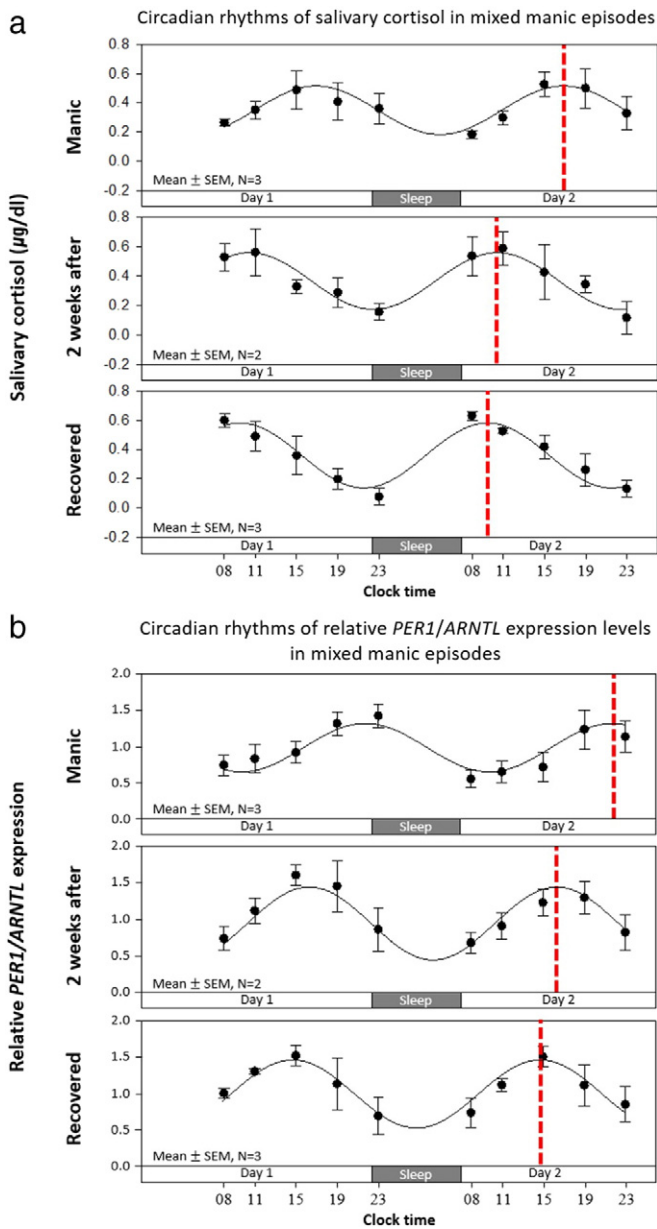 a
Circadian rhythms of salivary cortisol in mixed manic episodes
Salivary cortisol (µg/dl)
Manic
0.8
0.6
0.4
0.2
0.0
-0.2
Mean ± SEM, N=3
Day 1 Sleep Day 2
2 weeks after
0.8
0.6
0.4
0.2
0.0
-0.2
Mean ± SEM, N=2
Day 1 Sleep Day 2
Recovered
0.8
0.6
0.4
0.2
0.0
-0.2
Mean ± SEM, N=3
Day 1 Sleep Day 2
08 11 15 19 23 08 11 15 19 23
Clock time
b
Circadian rhythms of relative PER1/ARNTL expression levels
in mixed manic episodes
Relative PER1/ARNTL expression
Manic
2.0
1.5
1.0
0.5
0.0
Mean ± SEM, N=3
Day 1 Sleep Day 2
2 weeks after
2.0
1.5
1.0
0.5
0.0
Mean ± SEM, N=2
Day 1 Sleep Day 2
Recovered
2.0
1.5
1.0
0.5
0.0
Mean ± SEM, N=3
Day 1 Sleep Day 2
08 11 15 19 23 08 11 15 19 23
Clock time